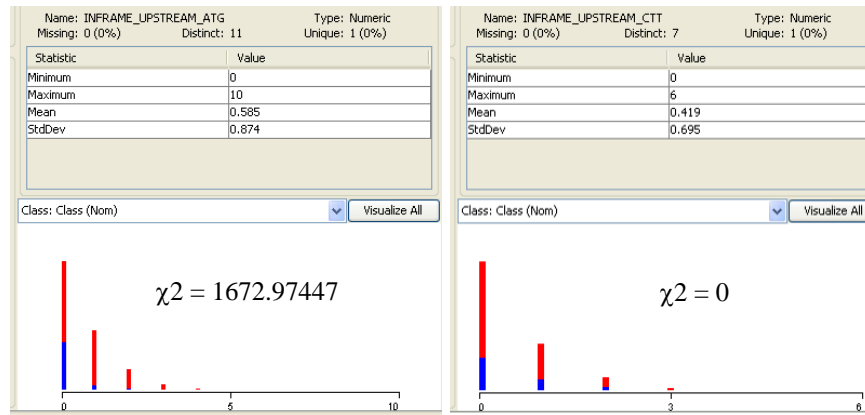 Name: INFRAME_UPSTREAM_ATG Type: Numeric
Missing: 0 (0%) Distinct: 11 Unique: 1 (0%)
Statistic Value
Minimum 0
Maximum 10
Mean 0.585
StdDev 0.874
Class: Class (Nom) Visualize All
χ2 = 1672.97447
0 5 10
Name: INFRAME_UPSTREAM_CTT Type: Numeric
Missing: 0 (0%) Distinct: 7 Unique: 1 (0%)
Statistic Value
Minimum 0
Maximum 6
Mean 0.419
StdDev 0.695
Class: Class (Nom) Visualize All
χ2 = 0
0 3 6